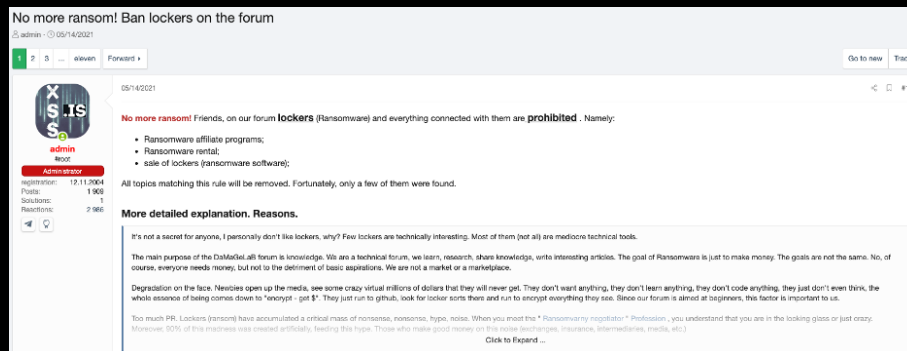 No more ransom! Ban lockers on the forum
admin - 05/14/2021
1 2 3 ... eleven Forward
Go to new Trac
05/14/2021
XSS.IS
admin
#root
Administrator
registration: 12.11.2004
Posts: 1 909
Solutions: 1
Reactions: 2 986
No more ransom! Friends, on our forum lockers (Ransomware) and everything connected with them are prohibited . Namely:
• Ransomware affiliate programs;
• Ransomware rental;
• sale of lockers (ransomware software);
All topics matching this rule will be removed. Fortunately, only a few of them were found.
More detailed explanation. Reasons.
It's not a secret for anyone, I personally don't like lockers, why? Few lockers are technically interesting. Most of them (not all) are mediocre technical tools.
The main purpose of the DaMaGeLaB forum is knowledge. We are a technical forum, we learn, research, share knowledge, write interesting articles. The goal of Ransomware is just to make money. The goals are not the same. No, of
course, everyone needs money, but not to the detriment of basic aspirations. We are not a market or a marketplace.
Degradation on the face. Newbies open up the media, see some crazy virtual millions of dollars that they will never get. They don't want anything, they don't learn anything, they don't code anything, they just don't even think, the
whole essence of being comes down to "encrypt - get $". They just run to github, look for locker sorts there and run to encrypt everything they see. Since our forum is aimed at beginners, this factor is important to us.
Too much PR. Lockers (ransom) have accumulated a critical mass of nonsense, nonsense, hype, noise. When you meet the " Ransomvarny negotiator " Profession , you understand that you are in the looking glass or just crazy.
Moreover, 90% of this madness was created artificially, feeding this hype. Those who make good money on this noise (exchanges, insurance, intermediaries, media, etc.)
Click to Expand ...